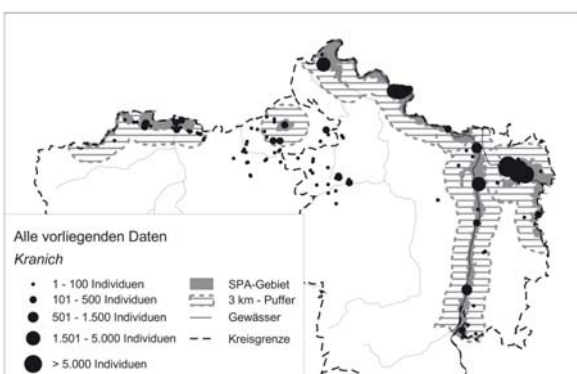 Alle vorliegenden Daten
Kranich
1 - 100 Individuen
101 - 500 Individuen
501 - 1.500 Individuen
1.501 - 5.000 Individuen
> 5.000 Individuen
SPA-Gebiet
3 km - Puffer
Gewässer
Kreisgrenze